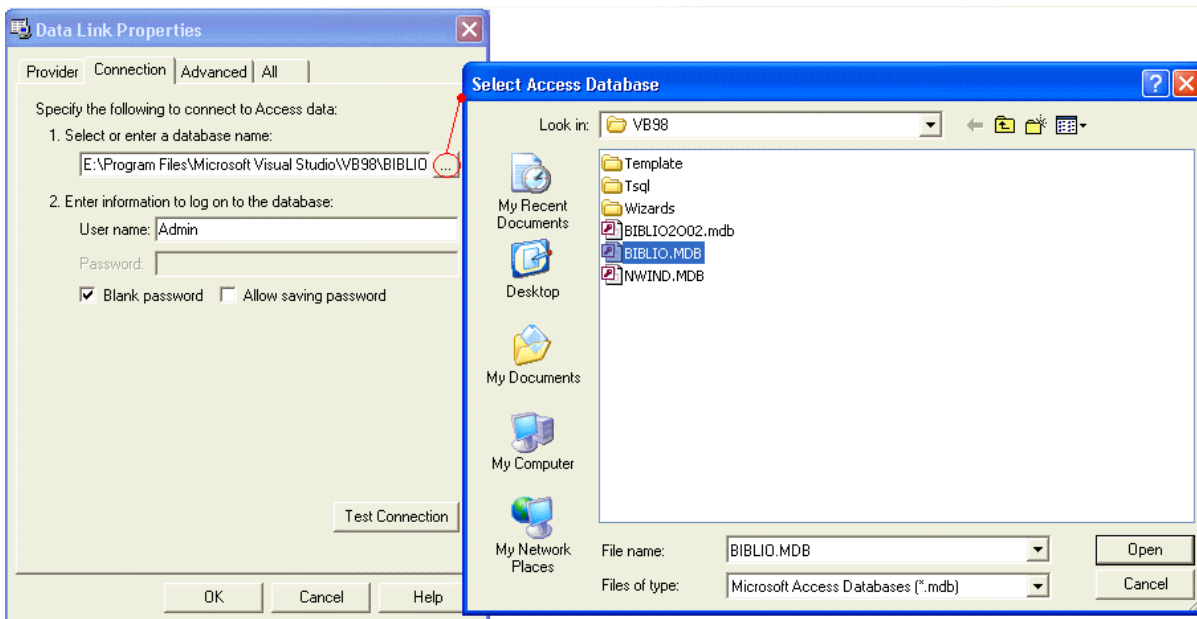 Data Link Properties
Provider Connection Advanced All
Specify the following to connect to Access data:
1. Select or enter a database name:
E:\Program Files\Microsoft Visual Studio\VB98\BIBLIO ...
2. Enter information to log on to the database:
User name: Admin
Password:
Blank password Allow saving password
Test Connection
OK Cancel Help
Select Access Database
Look in: VB98
My Recent
Documents
Desktop
My Documents
My Computer
My Network
Places
Template
Tsql
Wizards
BIBLIO2002.mdb
BIBLIO.MDB
NWIND.MDB
File name: BIBLIO.MDB Open
Files of type: Microsoft Access Databases (*.mdb) Cancel